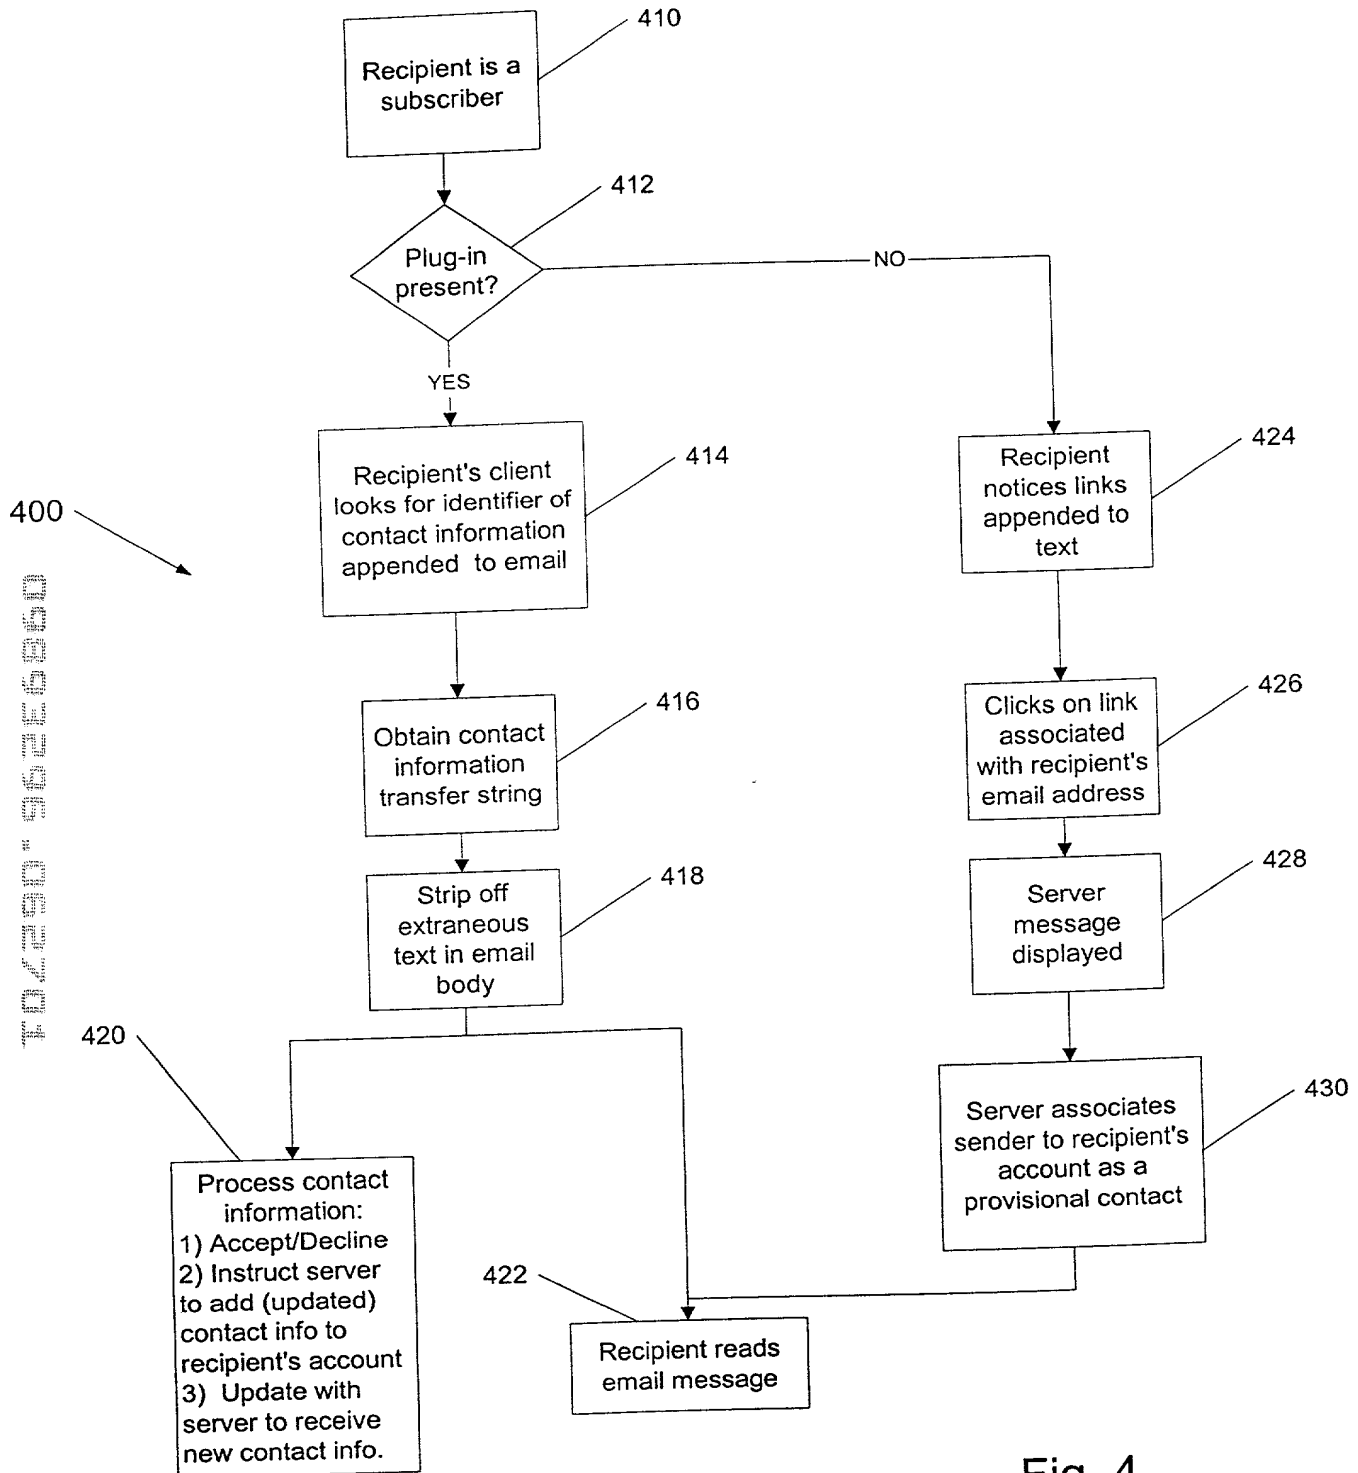 410
Recipient is a
subscriber
412
Plug-in
present?
NO
YES
414
Recipient's client
looks for identifier of
contact information
appended to email
424
Recipient
notices links
appended to
text
400
416
Obtain contact
information
transfer string
426
Clicks on link
associated
with recipient's
email address
418
Strip off
extraneous
text in email
body
428
Server
message
displayed
420
Process contact
information:
1) Accept/Decline
2) Instruct server
to add (updated)
contact info to
recipient's account
3) Update with
server to receive
new contact info.
430
Server associates
sender to recipient's
account as a
provisional contact
422
Recipient reads
email message
Fig. 4